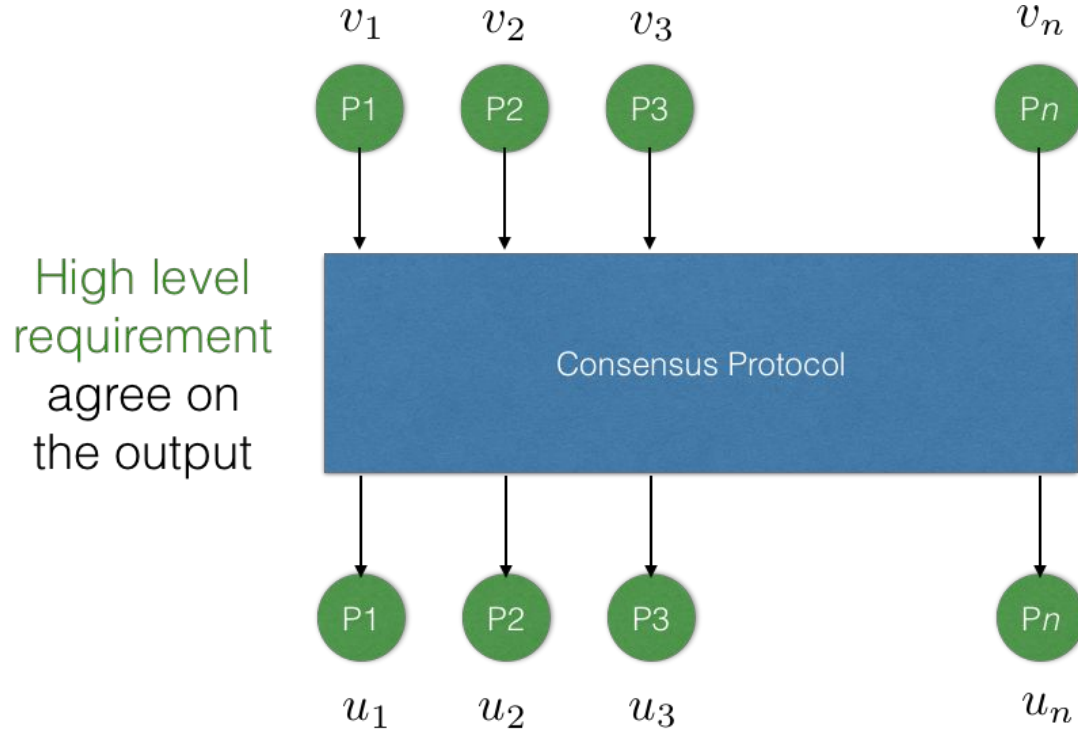 v₁ v₂ v₃ vₙ
P1 P2 P3 Pn
High level
requirement
agree on
the output
Consensus Protocol
P1 P2 P3 Pn
u₁ u₂ u₃ uₙ